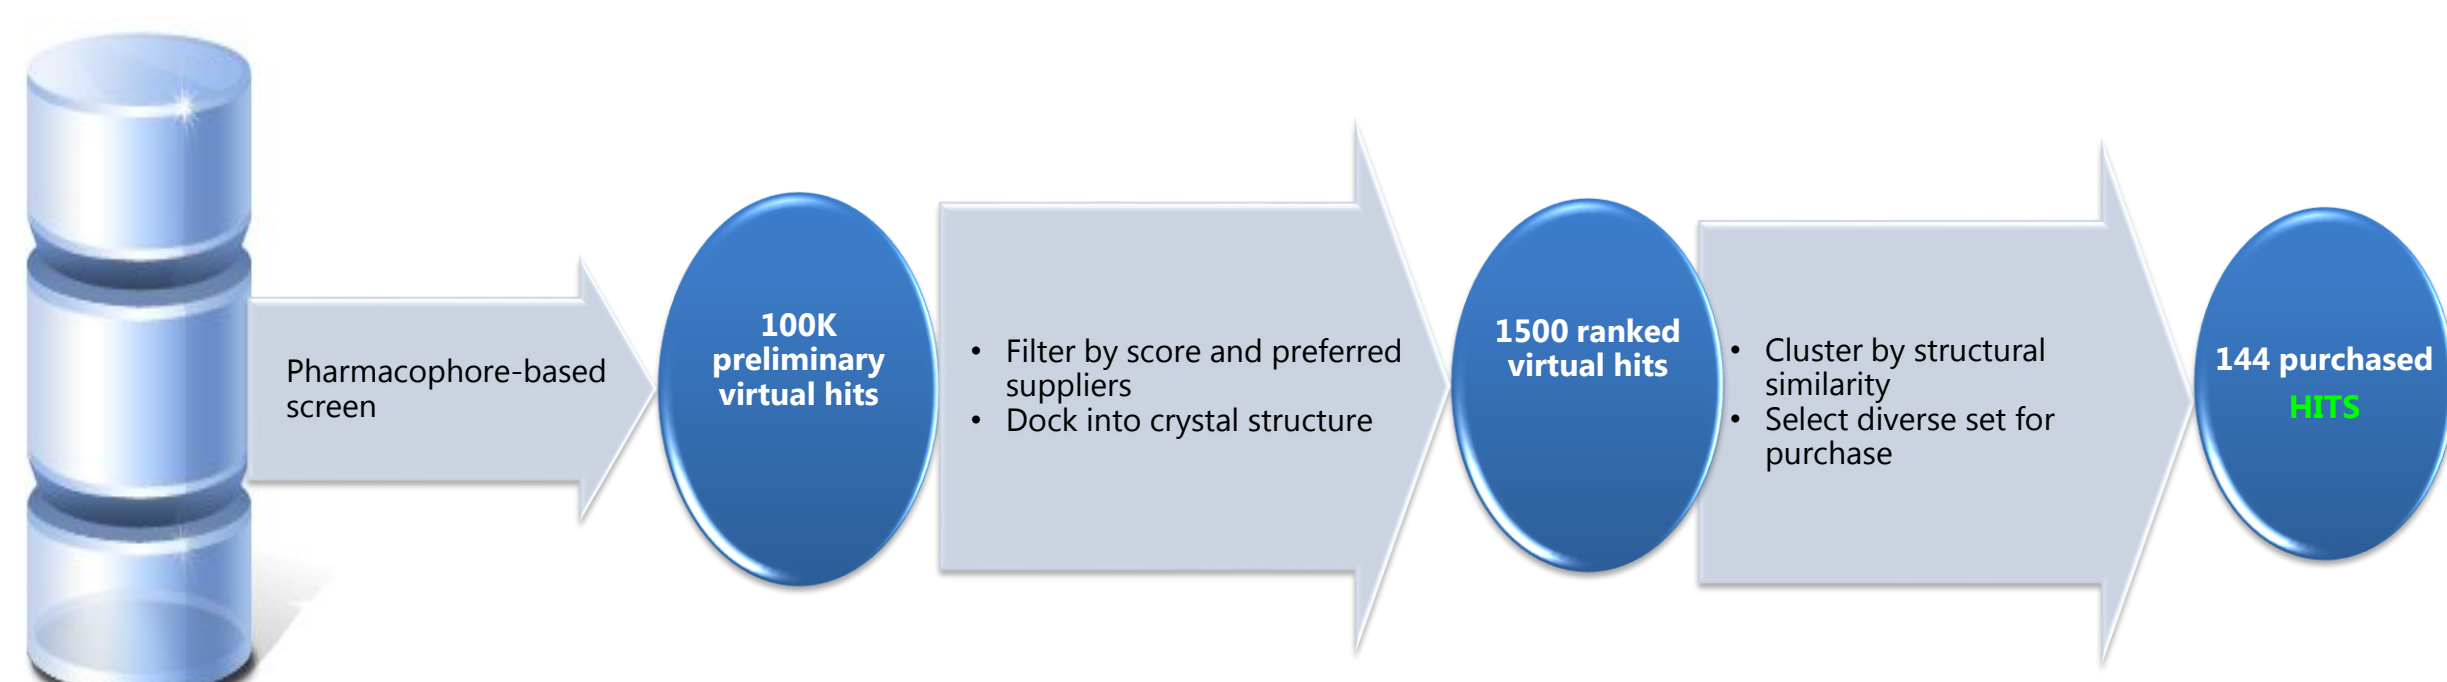 Pharmacophore-based
screen
100K
preliminary
virtual hits
• Filter by score and preferred
suppliers
• Dock into crystal structure
1500 ranked
virtual hits
• Cluster by structural
similarity
• Select diverse set for
purchase
144 purchased
HITS